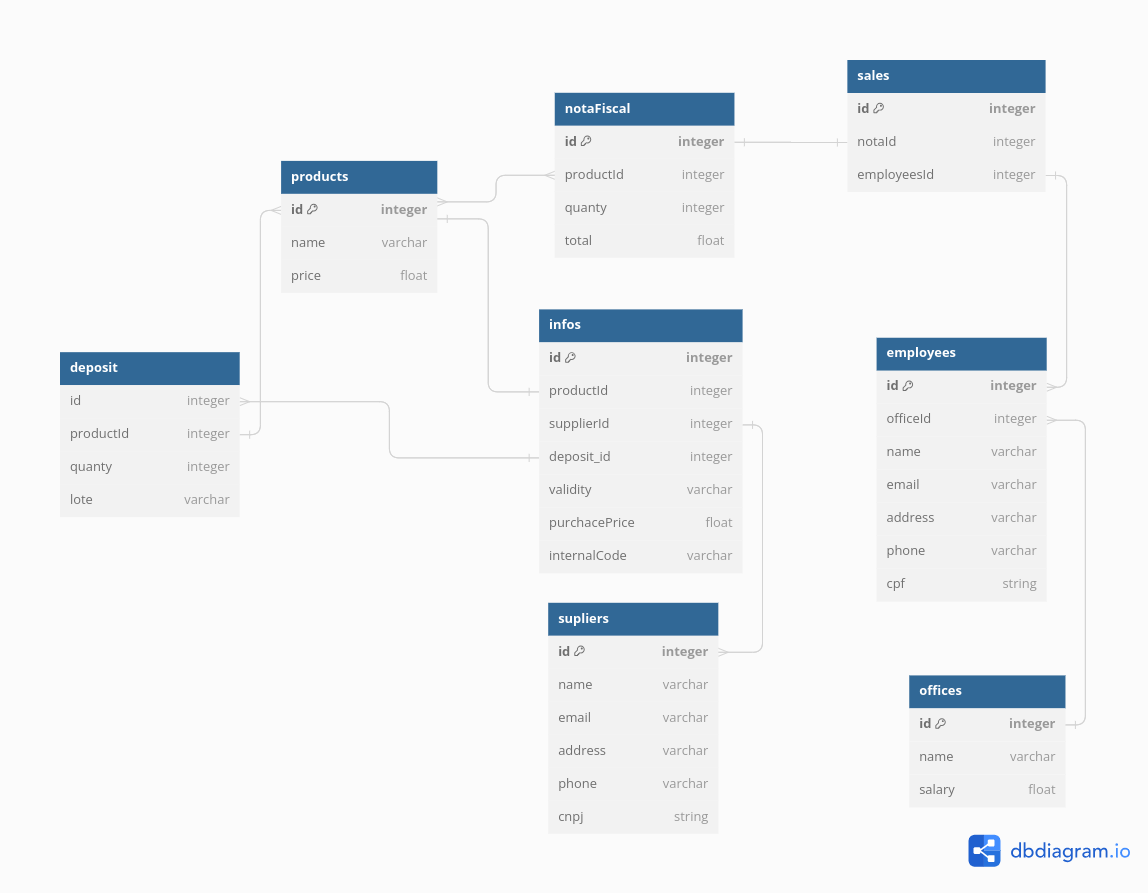 sales
id integer
notaId integer
employeesId integer
notaFiscal
id integer
productId integer
quanty integer
total float
products
id integer
name varchar
price float
infos
id integer
productId integer
supplierId integer
deposit_id integer
validity varchar
purchacePrice float
internalCode varchar
employees
id integer
officeId integer
name varchar
email varchar
address varchar
phone varchar
cpf string
deposit
id integer
productId integer
quanty integer
lote varchar
supliers
id integer
name varchar
email varchar
address varchar
phone varchar
cnpj string
offices
id integer
name varchar
salary float
dbdiagram.io